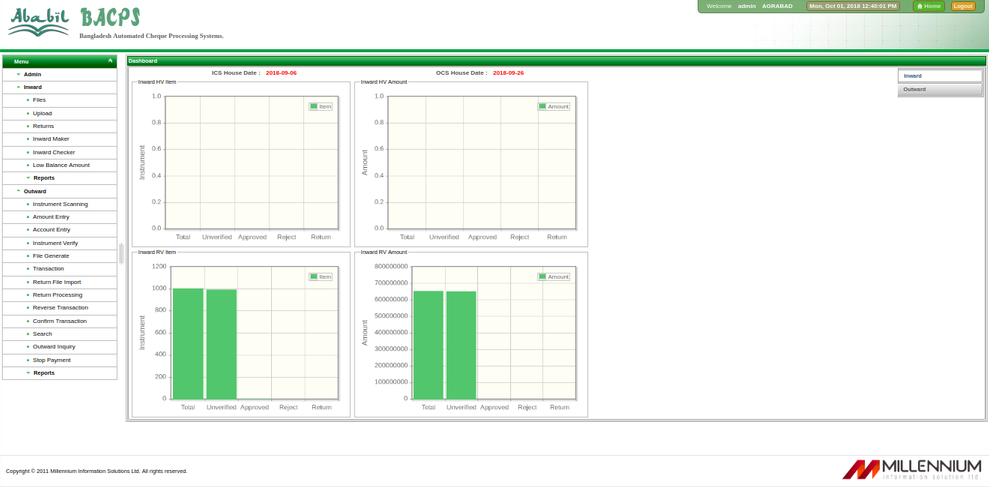 Ababil BACPS
Bangladesh Automated Cheque Processing Systems.
Welcome admin AGRABAD Mon, Oct 01, 2018 12:40:01 PM Home Logout
Menu
Admin
Inward
Files
Upload
Returns
Inward Maker
Inward Checker
Low Balance Amount
Reports
Outward
Instrument Scanning
Amount Entry
Account Entry
Instrument Verify
File Generate
Transaction
Return File Import
Return Processing
Reverse Transaction
Confirm Transaction
Search
Outward Inquiry
Stop Payment
Reports
Dashboard
ICS House Date : 2018-09-06
OCS House Date : 2018-09-26
Inward
Outward
Inward HV Item
Item
Instrument
1.0
0.8
0.6
0.4
0.2
0.0
Total Unverified Approved Reject Return
Inward HV Amount
Amount
Amount
1.0
0.8
0.6
0.4
0.2
0.0
Total Unverified Approved Reject Return
Inward RV Item
Item
Instrument
1200
1000
800
600
400
200
0
Total Unverified Approved Reject Return
Inward RV Amount
Amount
Amount
800000000
700000000
600000000
500000000
400000000
300000000
200000000
100000000
0
Total Unverified Approved Reject Return
Copyright © 2011 Millennium Information Solutions Ltd. All rights reserved.
MILLENNIUM
information solution ltd